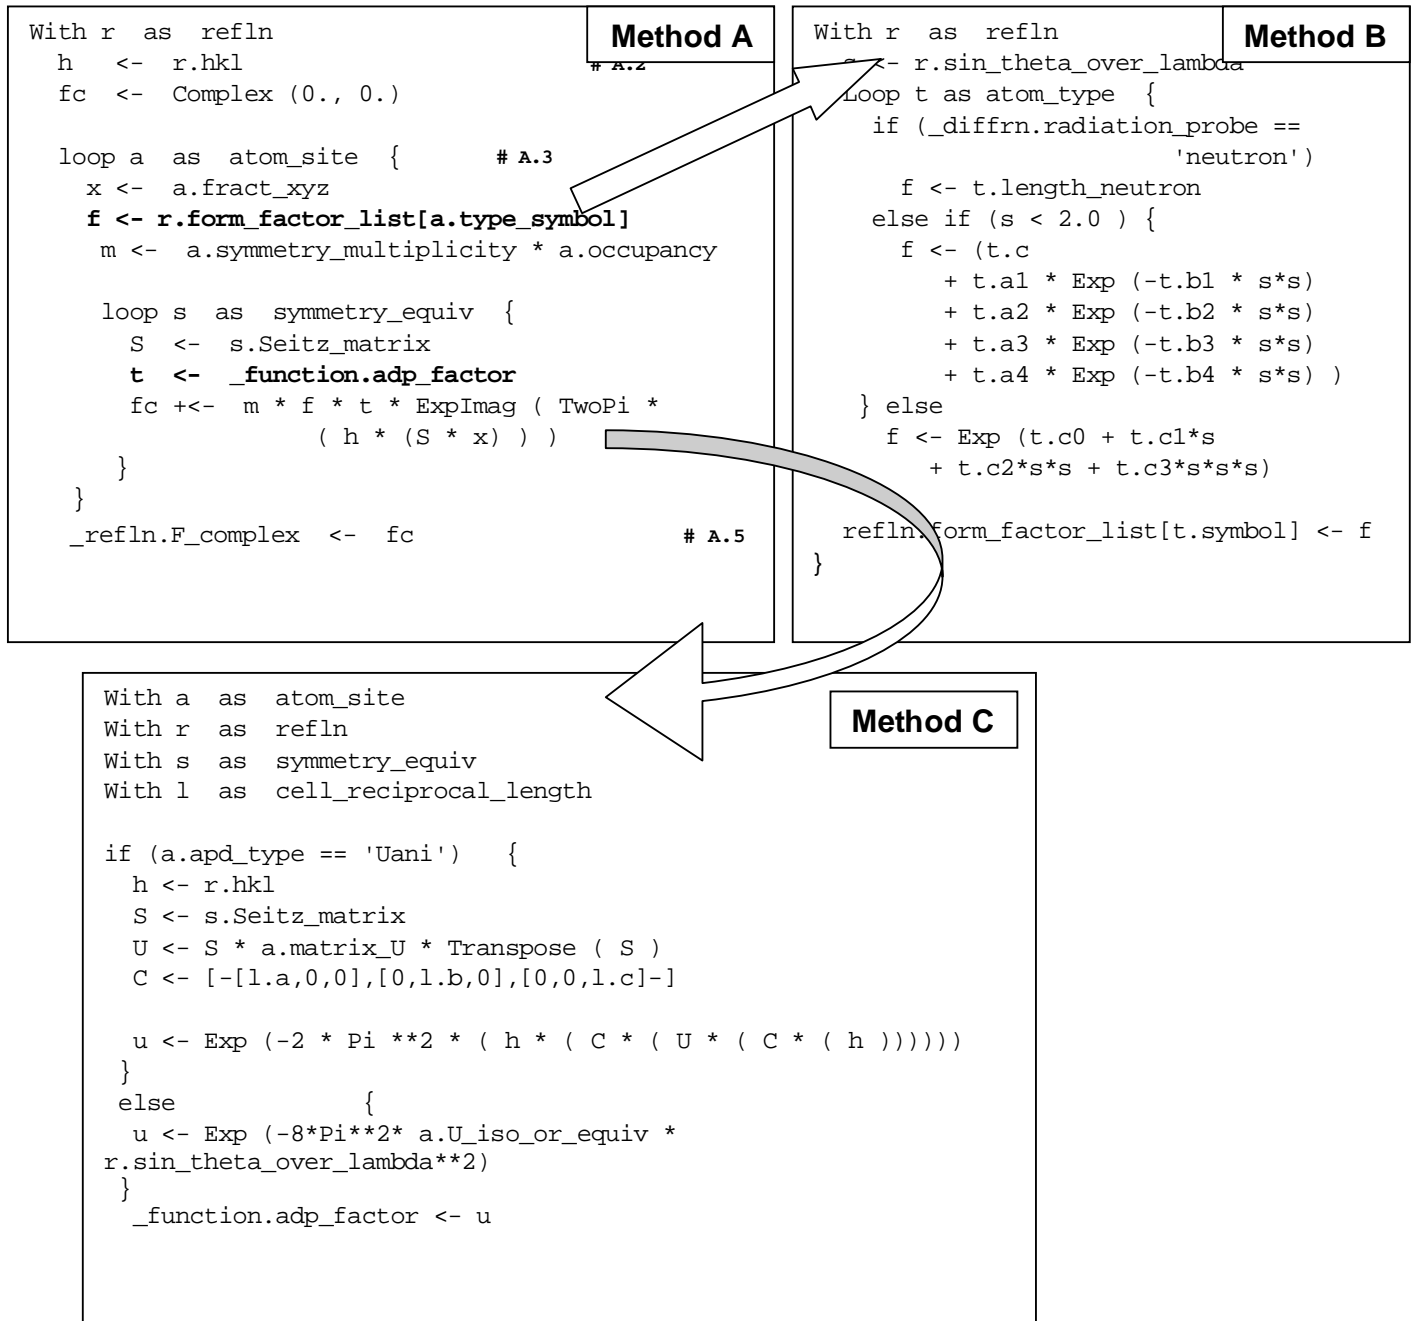 With r as refln
Method A
h <- r.hkl # A.2
fc <- Complex (0., 0.)
loop a as atom_site { # A.3
x <- a.fract_xyz
f <- r.form_factor_list[a.type_symbol]
m <- a.symmetry_multiplicity * a.occupancy
loop s as symmetry_equiv {
S <- s.Seitz_matrix
t <- _function.adp_factor
fc +<- m * f * t * ExpImag ( TwoPi *
( h * (S * x) ) )
}
}
_refln.F_complex <- fc # A.5
With r as refln
Method B
s <- r.sin_theta_over_lambda
Loop t as atom_type {
if (_diffrn.radiation_probe ==
'neutron')
f <- t.length_neutron
else if (s < 2.0 ) {
f <- (t.c
+ t.a1 * Exp (-t.b1 * s*s)
+ t.a2 * Exp (-t.b2 * s*s)
+ t.a3 * Exp (-t.b3 * s*s)
+ t.a4 * Exp (-t.b4 * s*s) )
} else
f <- Exp (t.c0 + t.c1*s
+ t.c2*s*s + t.c3*s*s*s)
refln.form_factor_list[t.symbol] <- f
}
With a as atom_site
Method C
With r as refln
With s as symmetry_equiv
With l as cell_reciprocal_length
if (a.apd_type == 'Uani') {
h <- r.hkl
S <- s.Seitz_matrix
U <- S * a.matrix_U * Transpose ( S )
C <- [-[l.a,0,0],[0,l.b,0],[0,0,l.c]-]
u <- Exp (-2 * Pi **2 * ( h * ( C * ( U * ( C * ( h ))))))
}
else {
u <- Exp (-8*Pi**2* a.U_iso_or_equiv *
r.sin_theta_over_lambda**2)
}
_function.adp_factor <- u